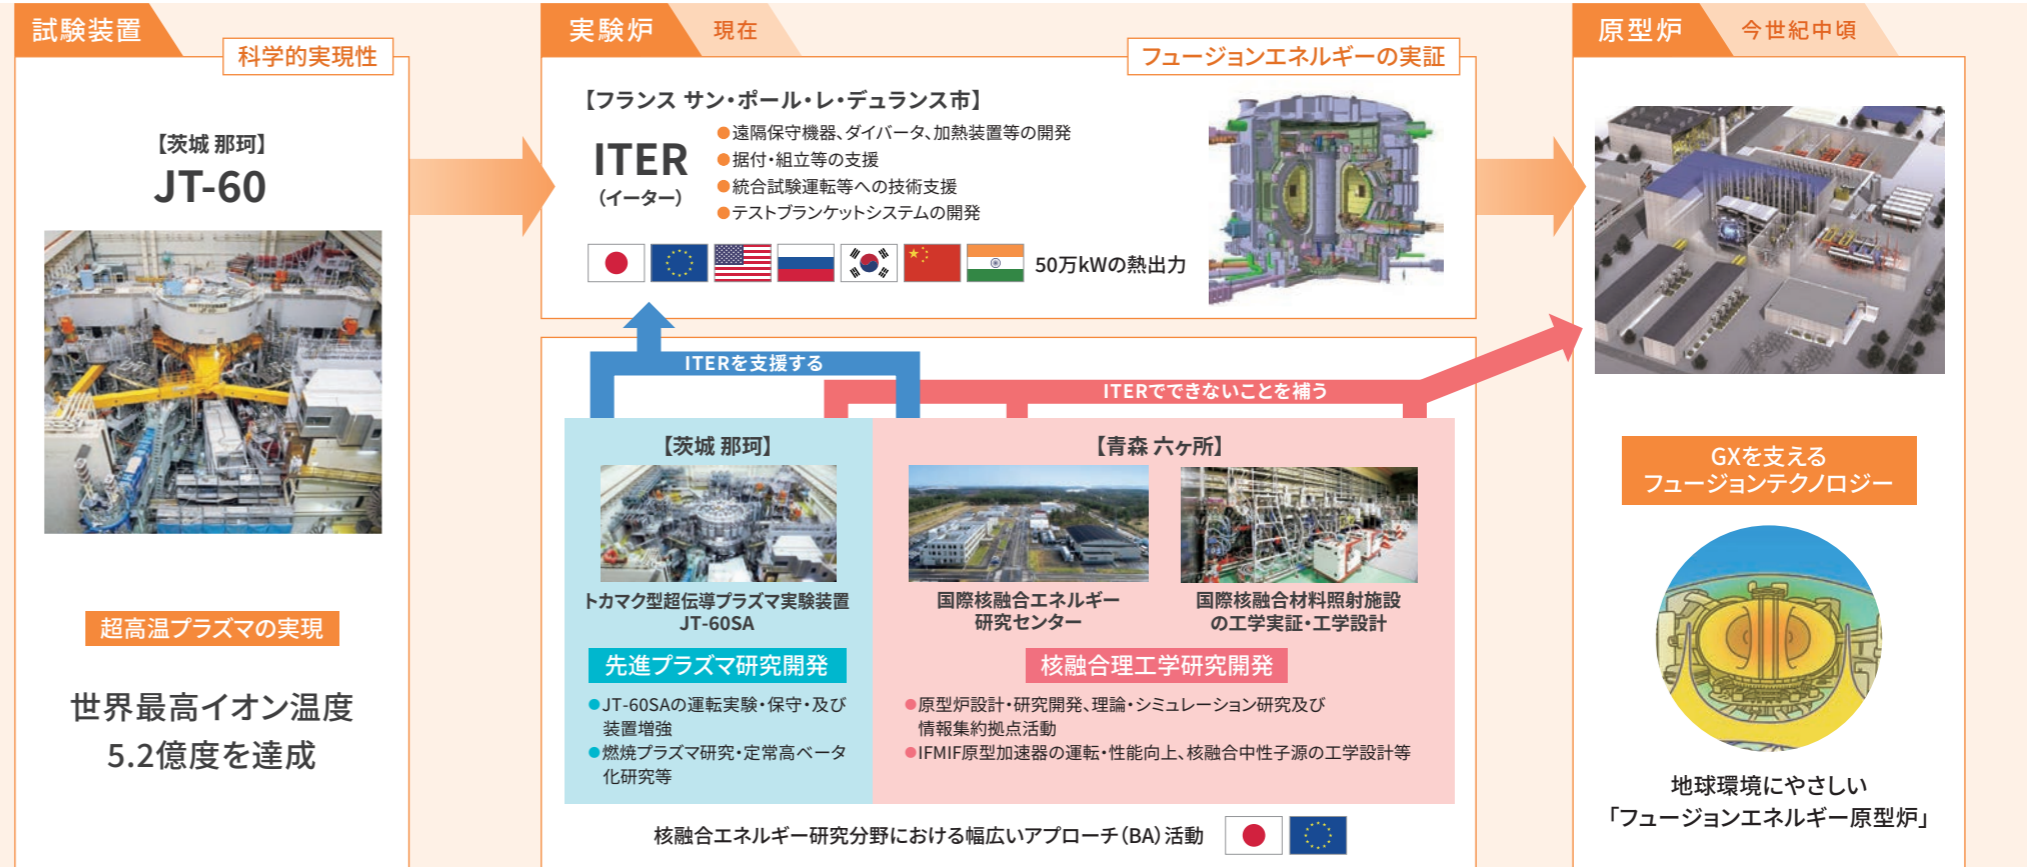 試験装置
科学的実現性
【茨城 那珂】
JT-60
超高温プラズマの実現
世界最高イオン温度
5.2億度を達成
実験炉
現在
フュージョンエネルギーの実証
【フランス サン・ポール・レ・デュランス市】
ITER
（イーター）
●遠隔保守機器、ダイバータ、加熱装置等の開発
●据付・組立等の支援
●統合試験運転等への技術支援
●テストブランケットシステムの開発
50万kWの熱出力
ITERを支援する
ITERでできないことを補う
【茨城 那珂】
トカマク型超伝導プラズマ実験装置
JT-60SA
先進プラズマ研究開発
●JT-60SAの運転実験・保守・及び
装置増強
●燃焼プラズマ研究・定常高ベータ
化研究等
【青森 六ヶ所】
国際核融合エネルギー
研究センター
国際核融合材料照射施設
の工学実証・工学設計
核融合理工学研究開発
●原型炉設計・研究開発、理論・シミュレーション研究及び
情報集約拠点活動
●IFMIF原型加速器の運転・性能向上、核融合中性子源の工学設計等
核融合エネルギー研究分野における幅広いアプローチ（BA）活動
原型炉
今世紀中頃
GXを支える
フュージョンテクノロジー
地球環境にやさしい
「フュージョンエネルギー原型炉」